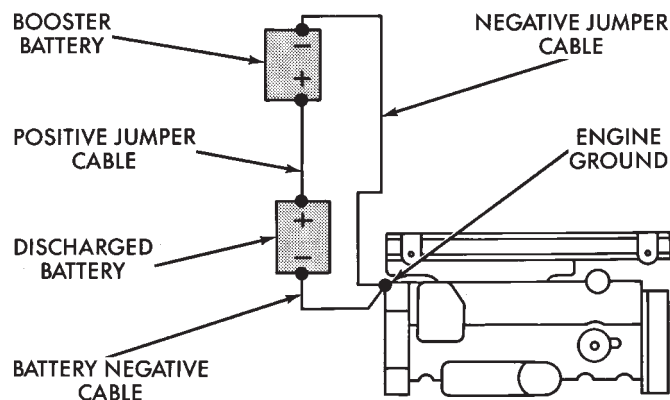 BOOSTER
BATTERY
NEGATIVE JUMPER
CABLE
−
+
POSITIVE JUMPER
CABLE
ENGINE
GROUND
+
−
DISCHARGED
BATTERY
BATTERY NEGATIVE
CABLE